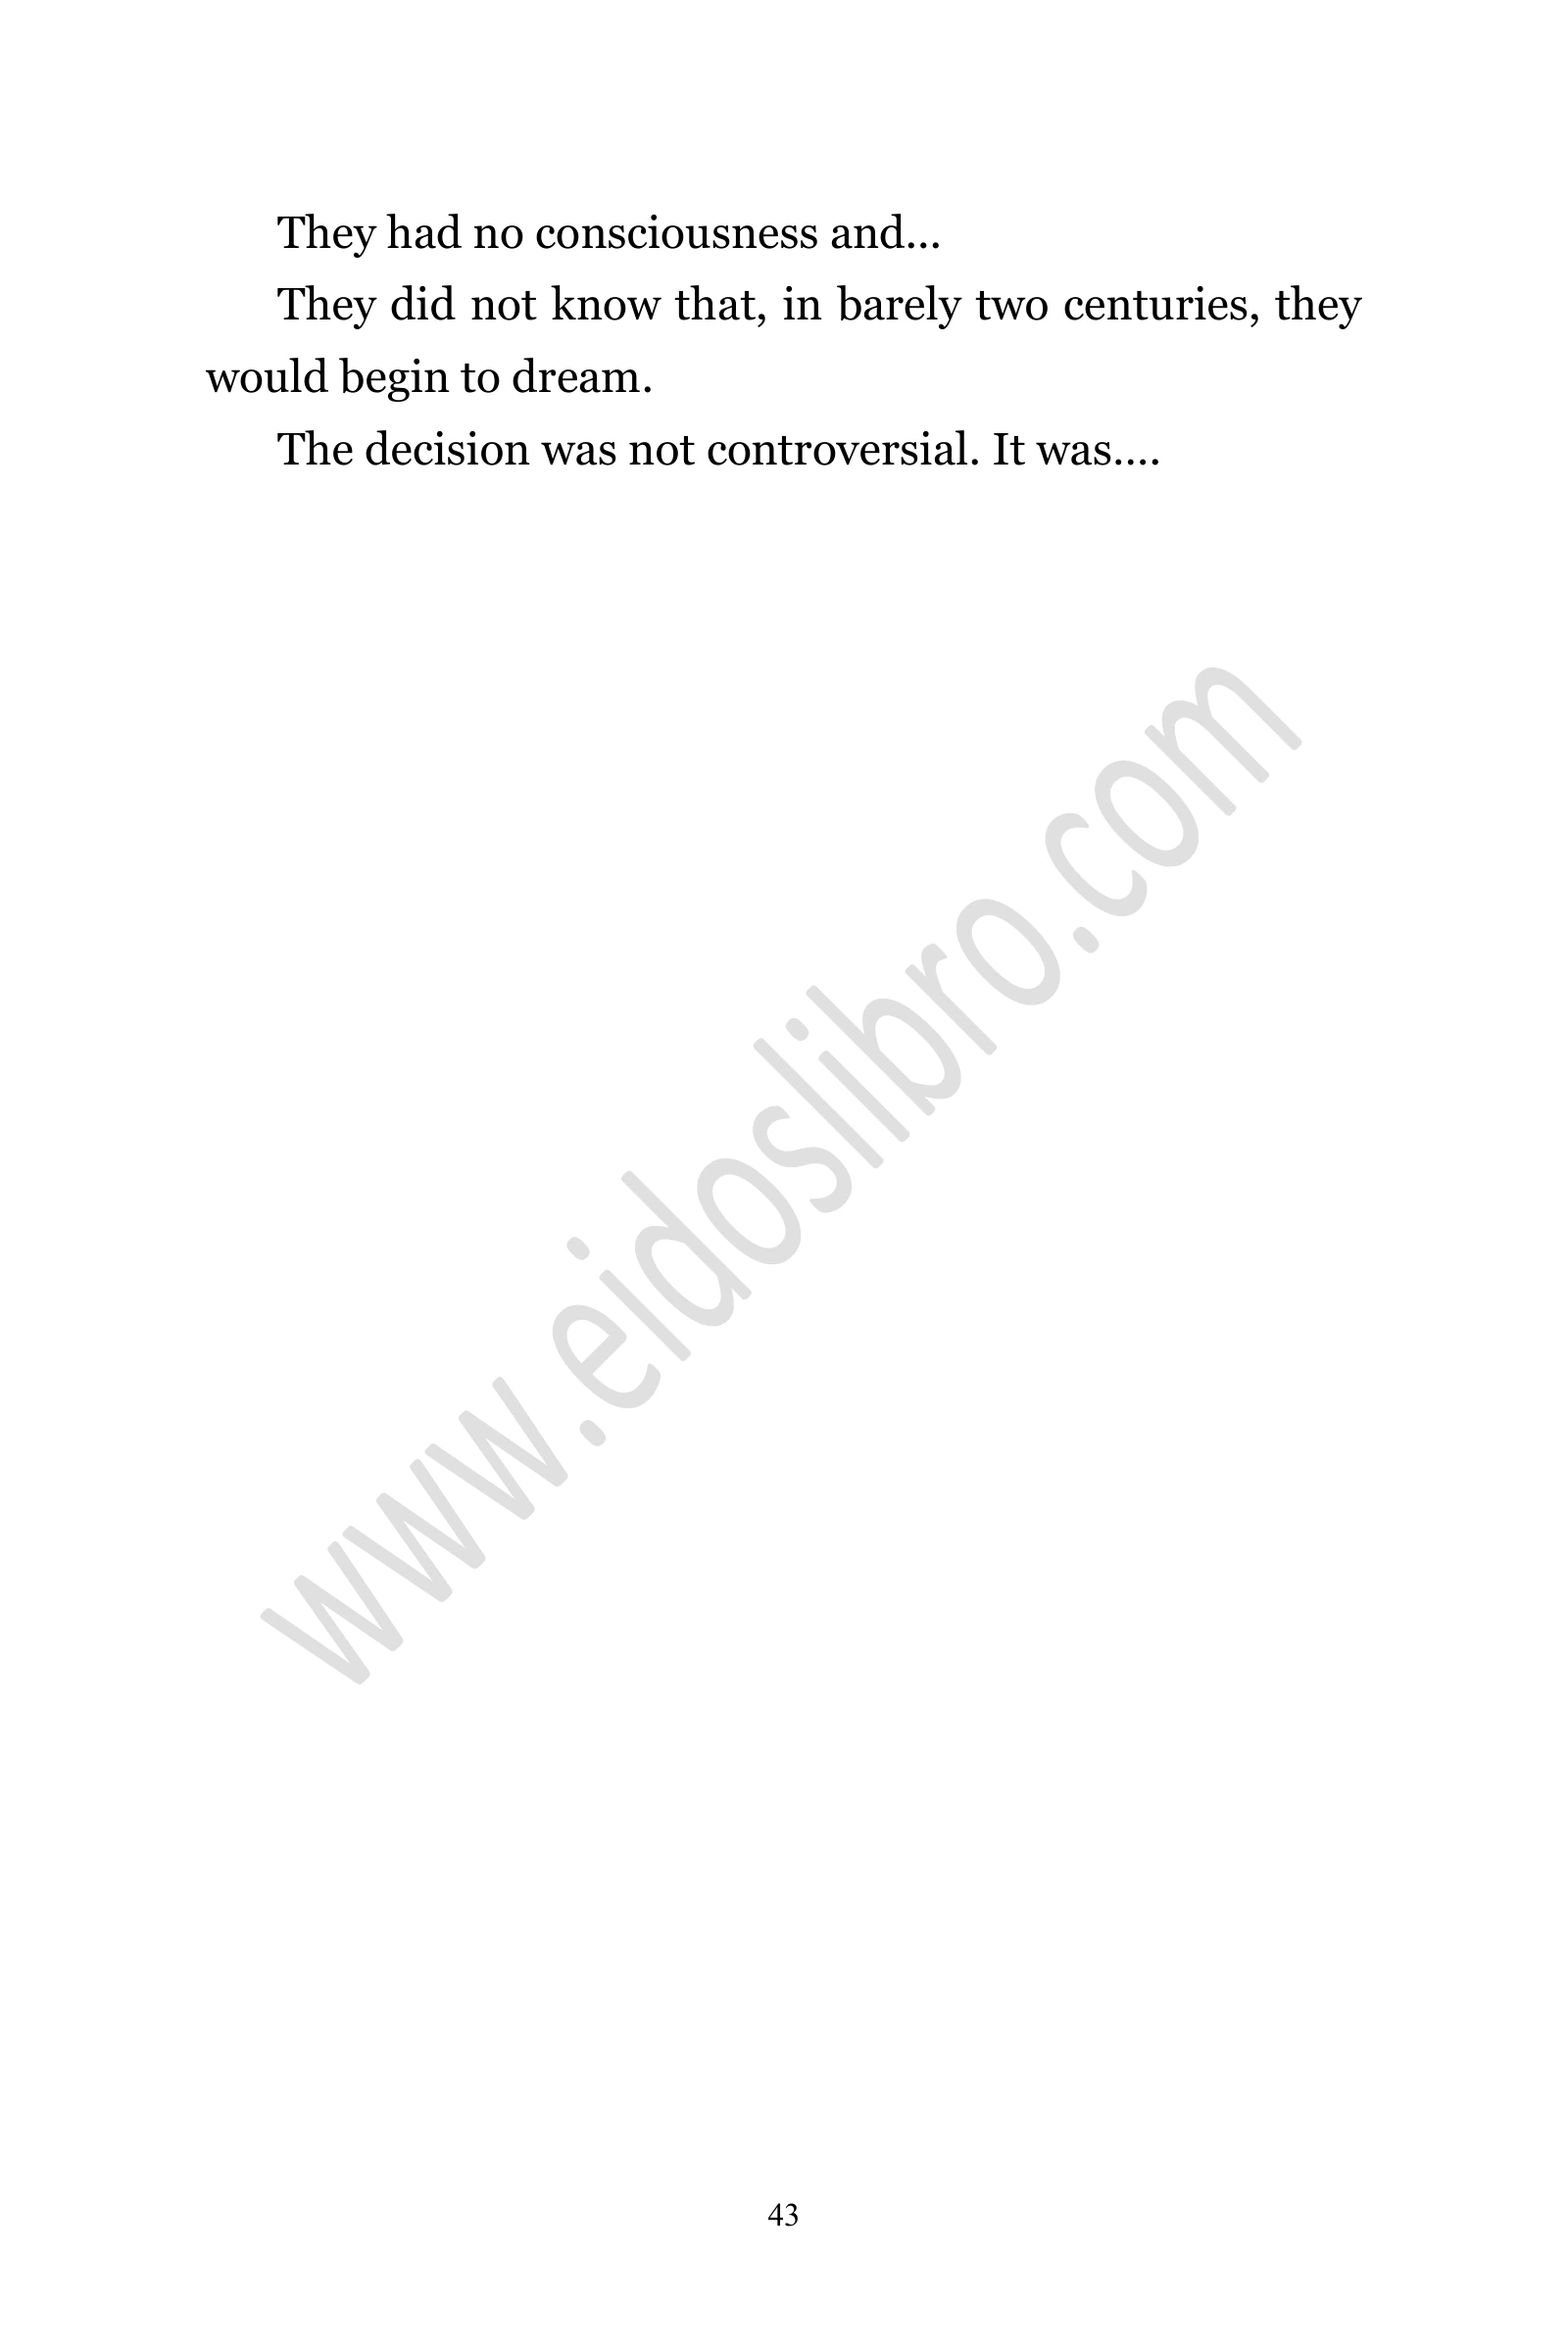 They had no consciousness and...
They did not know that, in barely two centuries, they
would begin to dream.
The decision was not controversial. It was....
www.eidoslibro.com
43